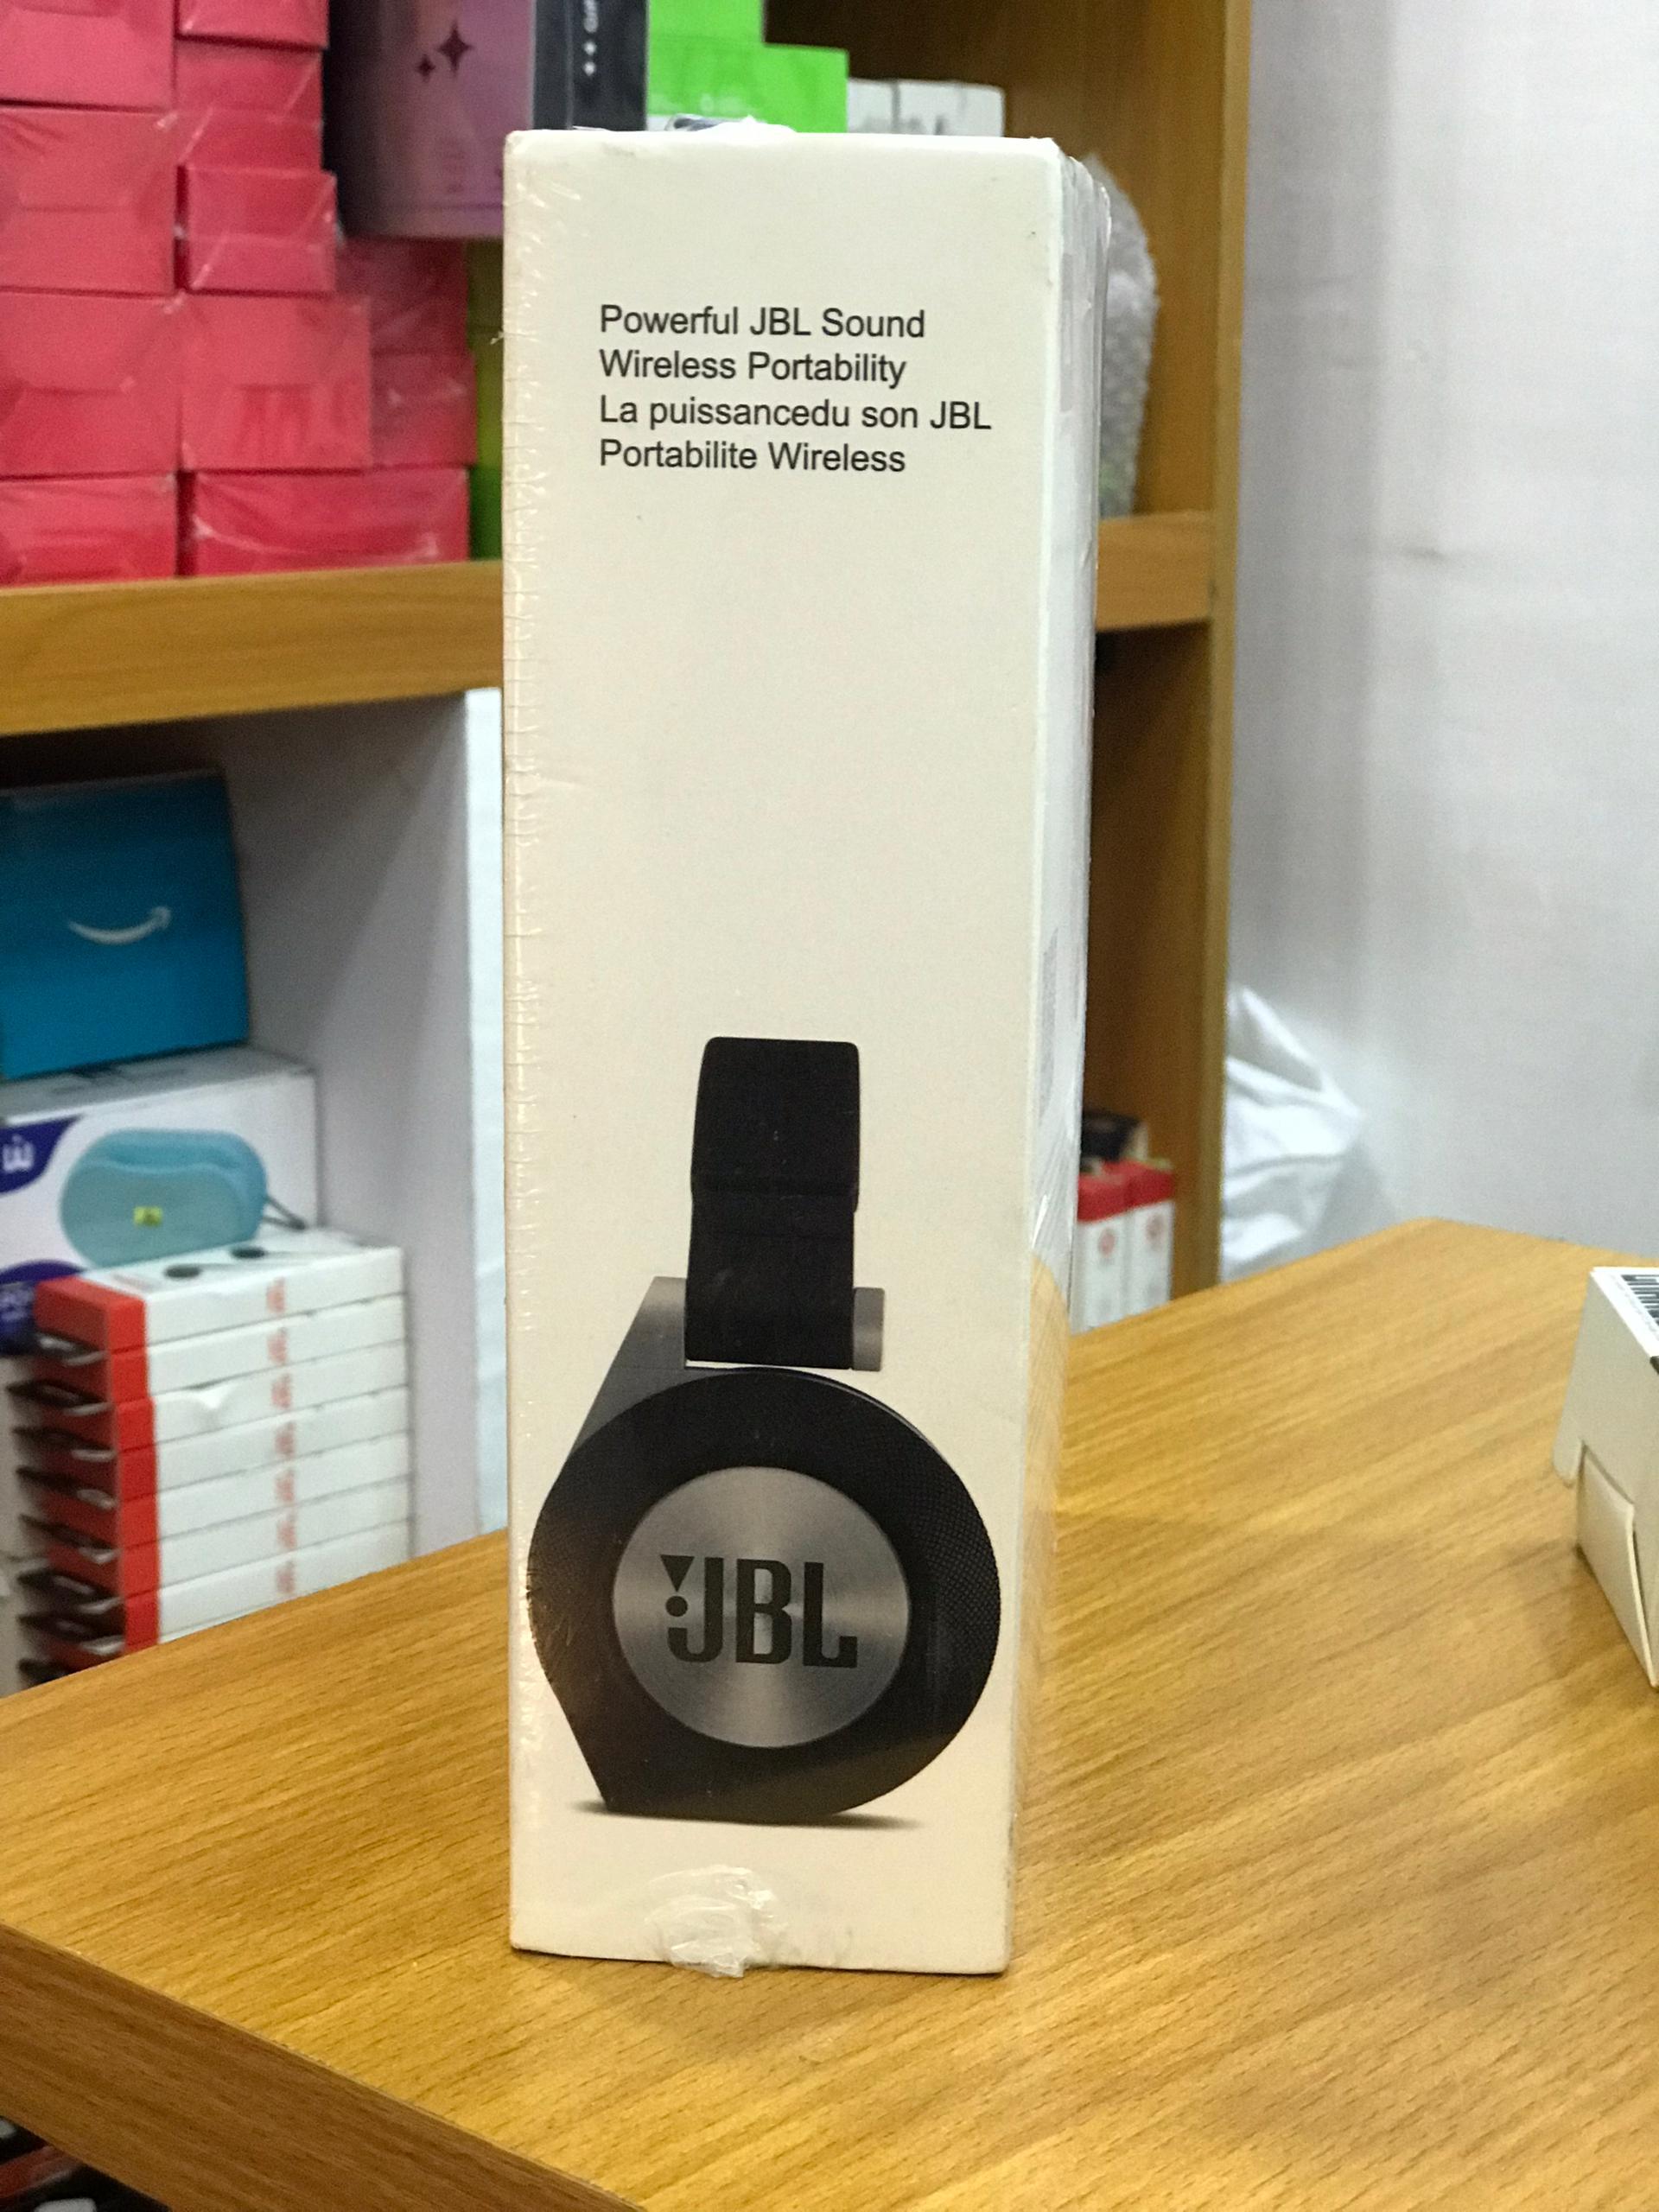 Powerful JBL Sound
Wireless Portability
La puissancedu son JBL
Portabilite Wireless
JBL